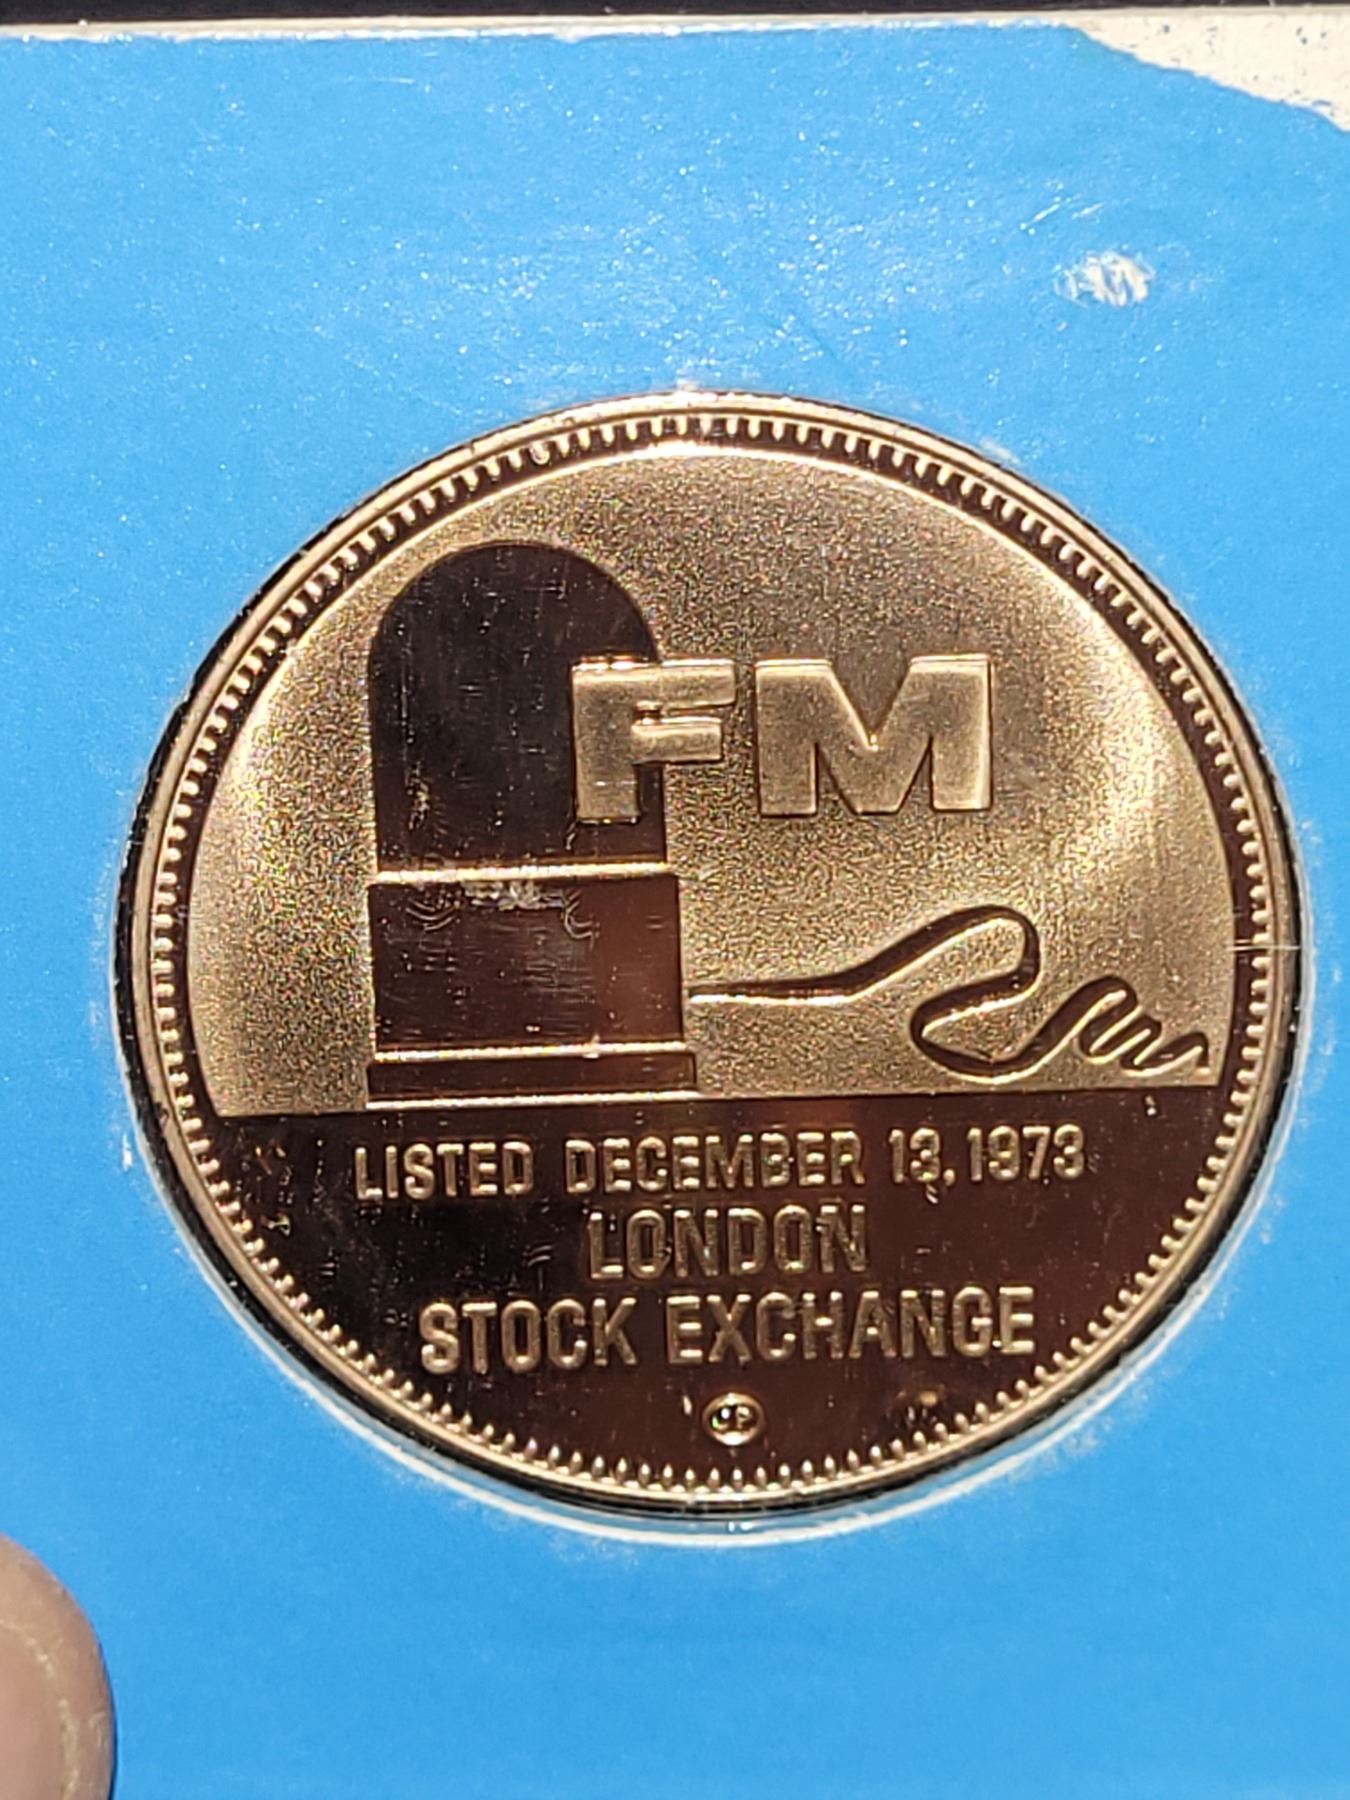 FM
LISTED DECEMBER 13, 1973
LONDON
STOCK EXCHANGE